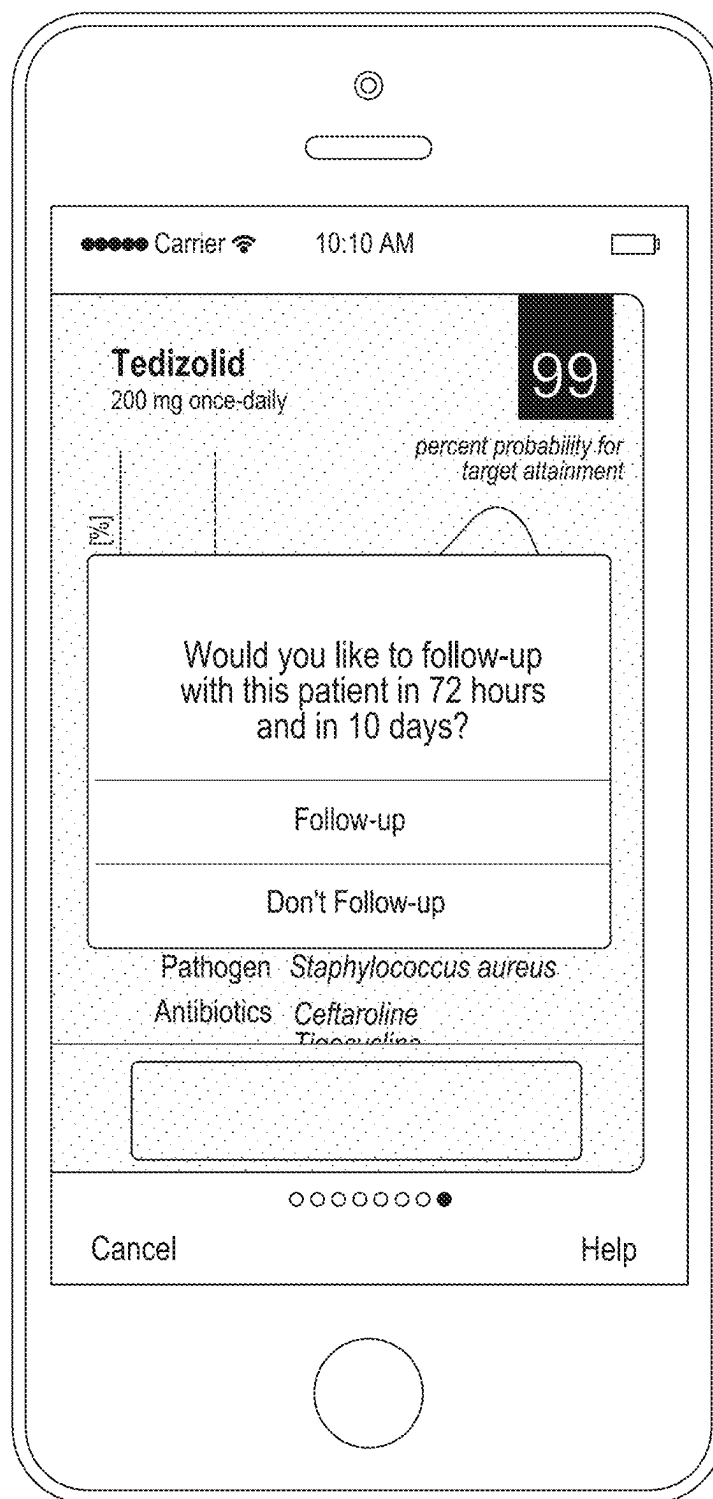 Carrier 10:10 AM
Tedizolid
99
200 mg once-daily
percent probability for
target attainment
[%]
Would you like to follow-up
with this patient in 72 hours
and in 10 days?
Follow-up
Don't Follow-up
Pathogen Staphylococcus aureus
Antibiotics Ceftaroline
Tigecycline
Cancel Help